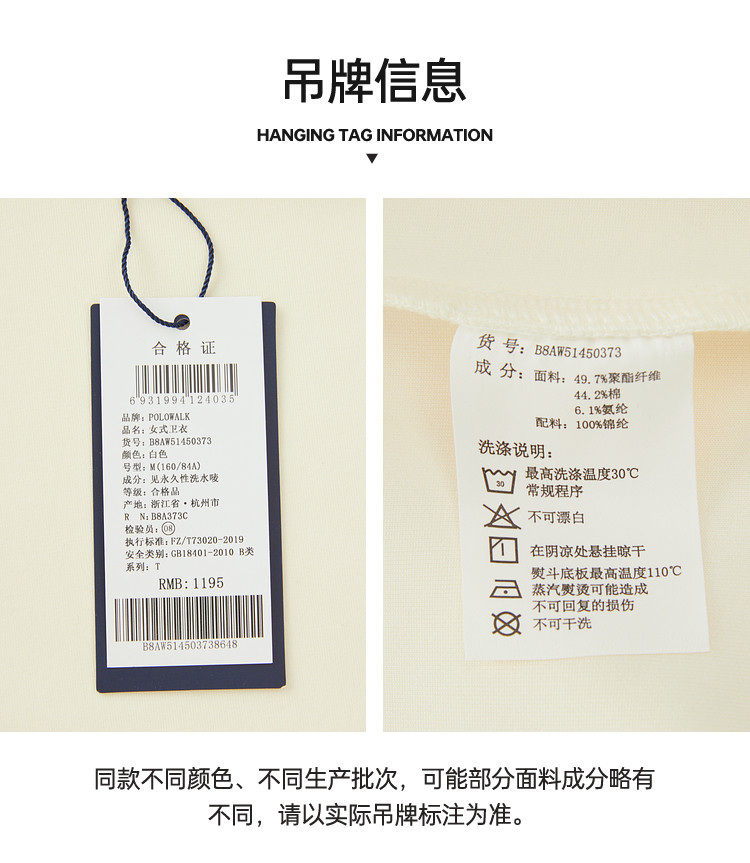 吊牌信息
HANGING TAG INFORMATION
合格证
6931994124035
品牌: POLOWALK
品名: 女式卫衣
货号: B8AW51450373
颜色: 白色
号型: M(160/84A)
成分: 见永久性洗水唛
等级: 合格品
产地: 浙江省·杭州市
R N: B8A373C
检验员: 08
执行标准: FZ/T73020-2019
安全类别: GB18401-2010 B类
系列: T
RMB: 1195
B8AW514503738648
货号: B8AW51450373
成分: 面料: 49.7%聚酯纤维
44.2%棉
6.1%氨纶
配料: 100%锦纶
洗涤说明:
30
最高洗涤温度30℃
常规程序
不可漂白
在阴凉处悬挂晾干
熨斗底板最高温度110℃
蒸汽熨烫可能造成
不可回复的损伤
不可干洗
同款不同颜色、不同生产批次，可能部分面料成分略有
不同，请以实际吊牌标注为准。